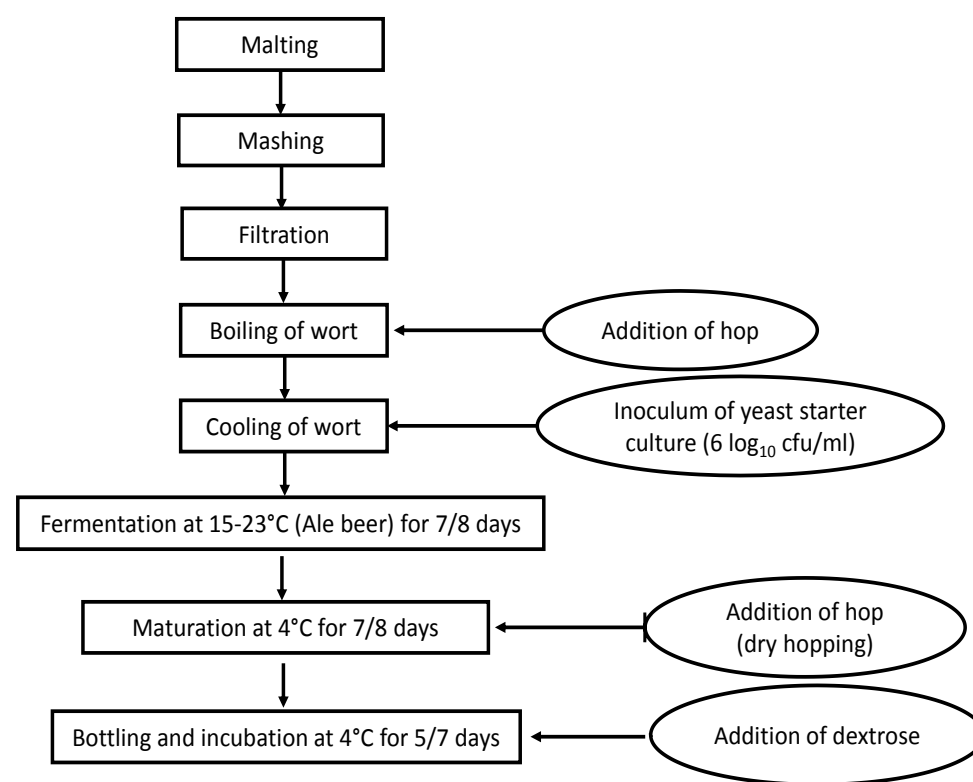 Malting
Mashing
Filtration
Boiling of wort
Addition of hop
Cooling of wort
Inoculum of yeast starter
culture (6 log₁₀ cfu/ml)
Fermentation at 15-23°C (Ale beer) for 7/8 days
Maturation at 4°C for 7/8 days
Addition of hop
(dry hopping)
Bottling and incubation at 4°C for 5/7 days
Addition of dextrose